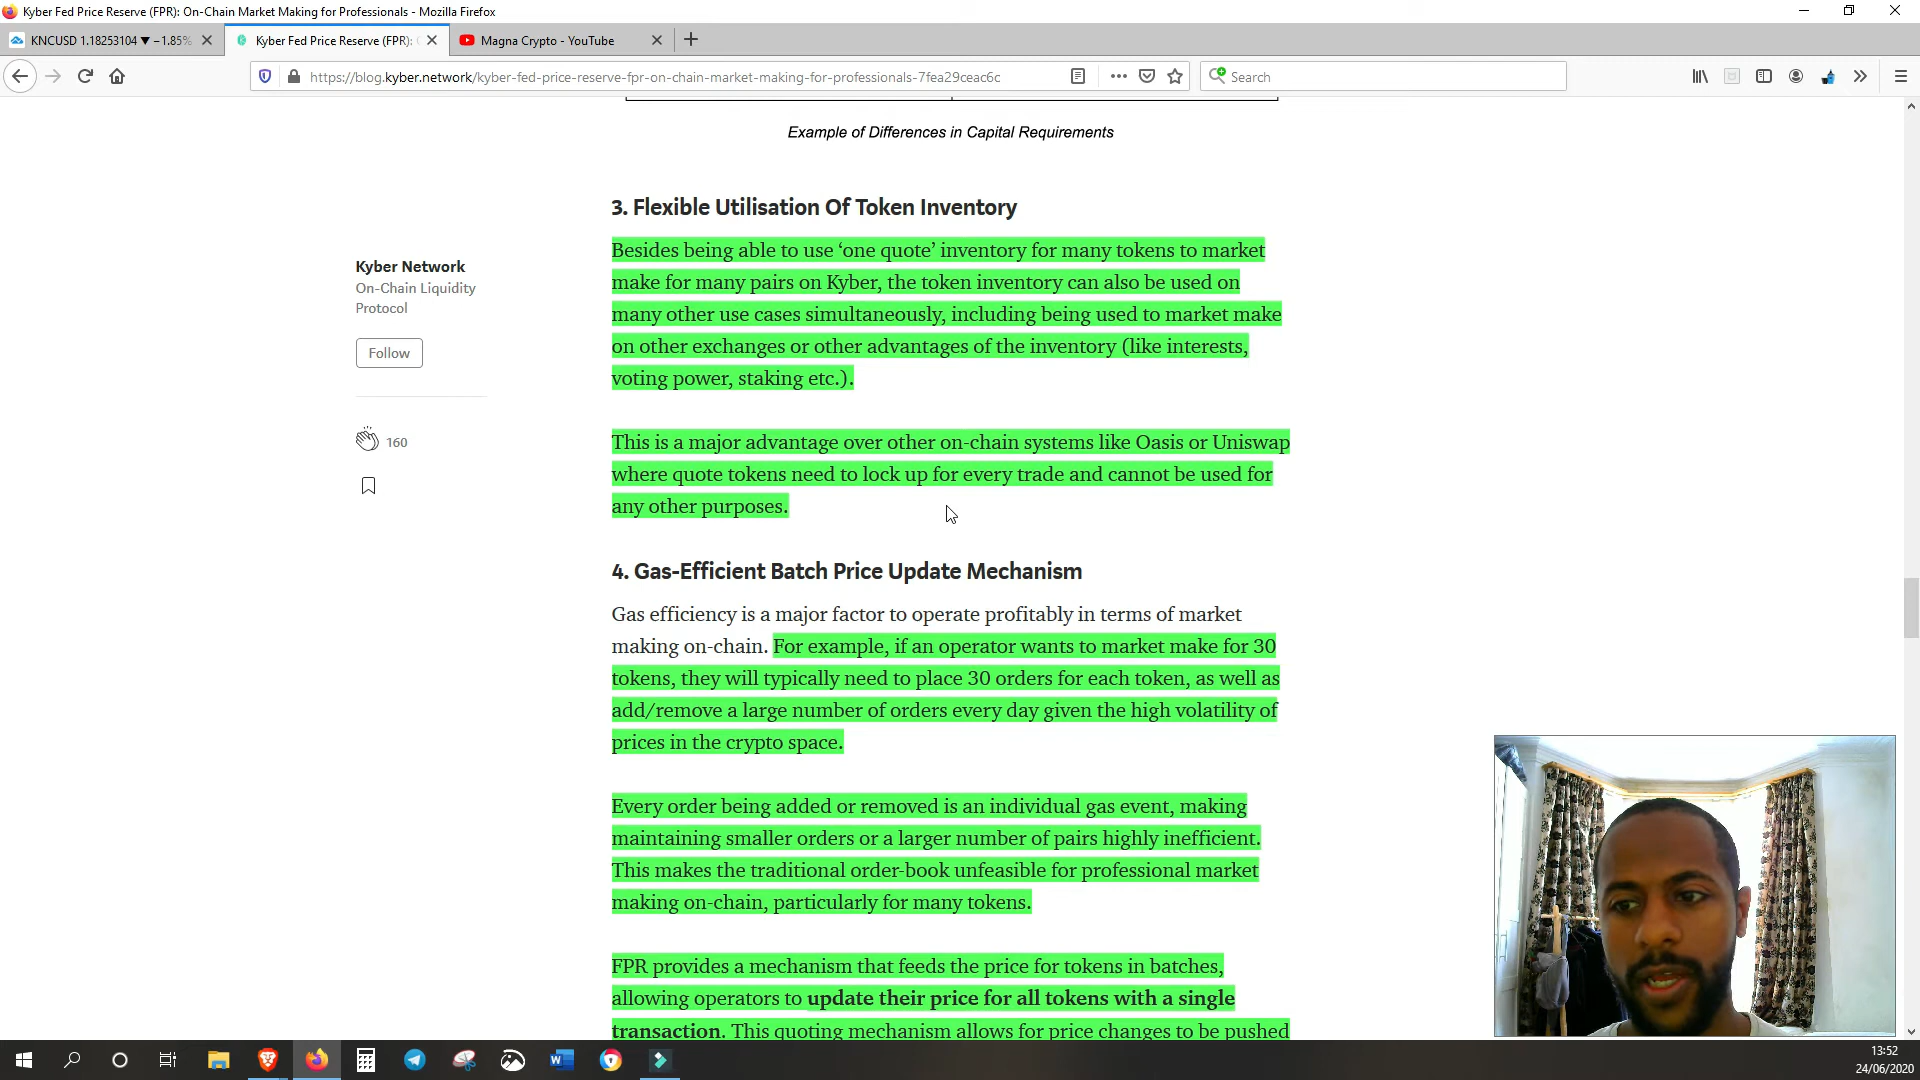 Kyber Fed Price Reserve (FPR): On-Chain Market Making for Professionals - Mozilla Firefox
KNCUSD 1.18253104 ▼ −1.85%
Kyber Fed Price Reserve (FPR):
Magna Crypto - YouTube
https://blog.kyber.network/kyber-fed-price-reserve-fpr-on-chain-market-making-for-professionals-7fea29ceac6c
Search
Example of Differences in Capital Requirements
3. Flexible Utilisation Of Token Inventory
Besides being able to use ‘one quote’ inventory for many tokens to market
make for many pairs on Kyber, the token inventory can also be used on
many other use cases simultaneously, including being used to market make
on other exchanges or other advantages of the inventory (like interests,
voting power, staking etc.).
Kyber Network
On-Chain Liquidity
Protocol
Follow
160
This is a major advantage over other on-chain systems like Oasis or Uniswap
where quote tokens need to lock up for every trade and cannot be used for
any other purposes.
4. Gas-Efficient Batch Price Update Mechanism
Gas efficiency is a major factor to operate profitably in terms of market
making on-chain. For example, if an operator wants to market make for 30
tokens, they will typically need to place 30 orders for each token, as well as
add/remove a large number of orders every day given the high volatility of
prices in the crypto space.
Every order being added or removed is an individual gas event, making
maintaining smaller orders or a larger number of pairs highly inefficient.
This makes the traditional order-book unfeasible for professional market
making on-chain, particularly for many tokens.
FPR provides a mechanism that feeds the price for tokens in batches,
allowing operators to update their price for all tokens with a single
transaction. This quoting mechanism allows for price changes to be pushed
13:52
24/06/2020